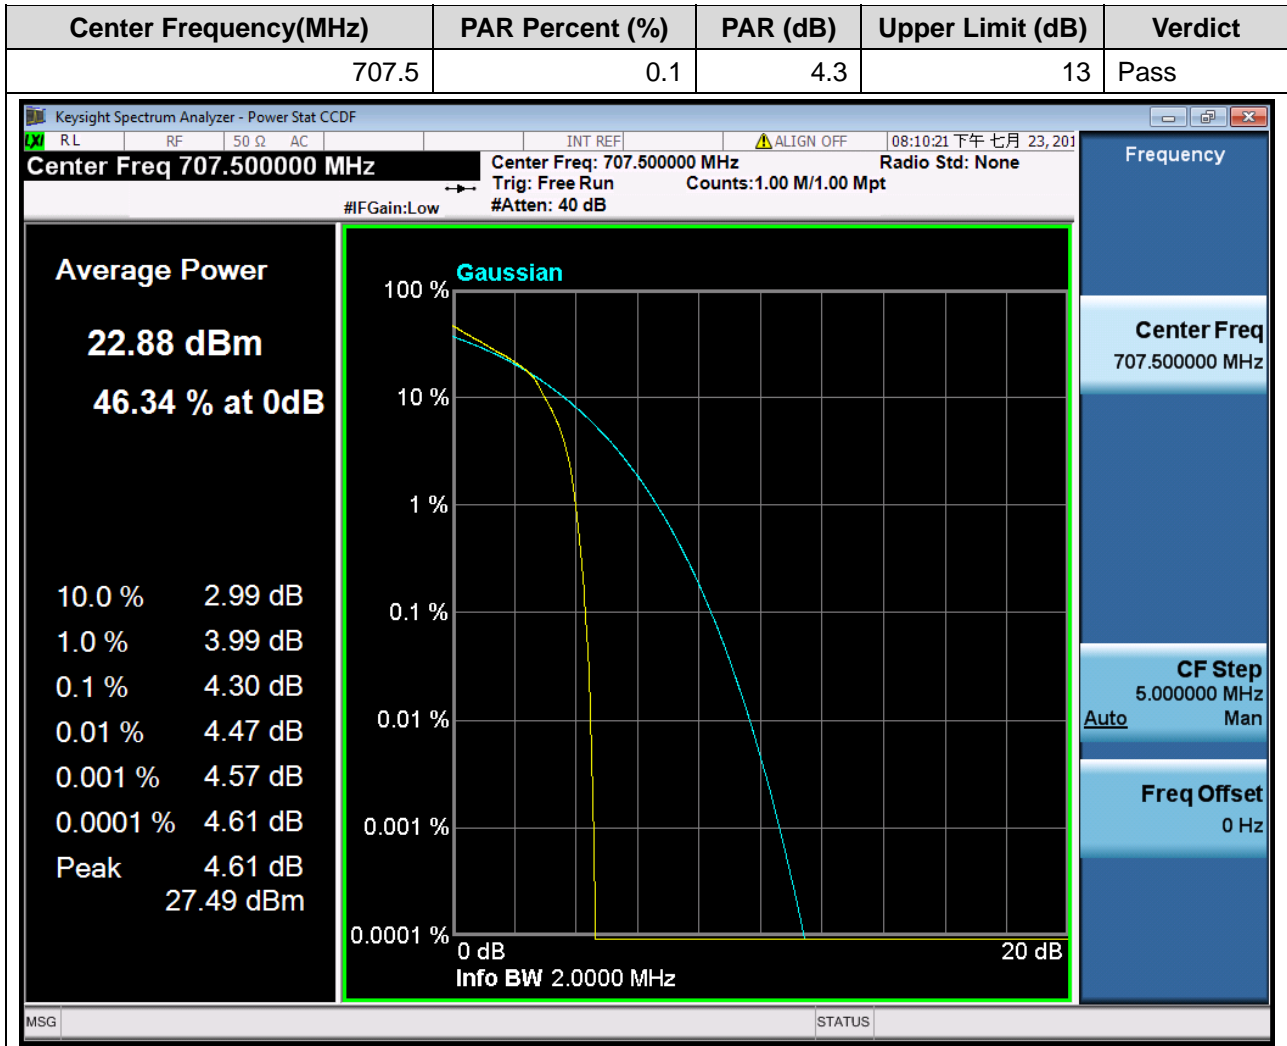 Center Frequency(MHz) PAR Percent (%) PAR (dB) Upper Limit (dB) Verdict
707.5 0.1 4.3 13 Pass
Keysight Spectrum Analyzer - Power Stat CCDF
LXI RL RF 50 Ω AC INT REF ALIGN OFF 08:10:21 下午 七月 23, 201
Center Freq 707.500000 MHz
#IFGain:Low
Center Freq: 707.500000 MHz Radio Std: None
Trig: Free Run Counts:1.00 M/1.00 Mpt
#Atten: 40 dB
Average Power
22.88 dBm
46.34 % at 0dB
10.0 % 2.99 dB
1.0 % 3.99 dB
0.1 % 4.30 dB
0.01 % 4.47 dB
0.001 % 4.57 dB
0.0001 % 4.61 dB
Peak 4.61 dB
27.49 dBm
Gaussian
100 %
10 %
1 %
0.1 %
0.01 %
0.001 %
0.0001 %
0 dB 20 dB
Info BW 2.0000 MHz
Frequency
Center Freq
707.500000 MHz
CF Step
5.000000 MHz
Auto Man
Freq Offset
0 Hz
MSG STATUS